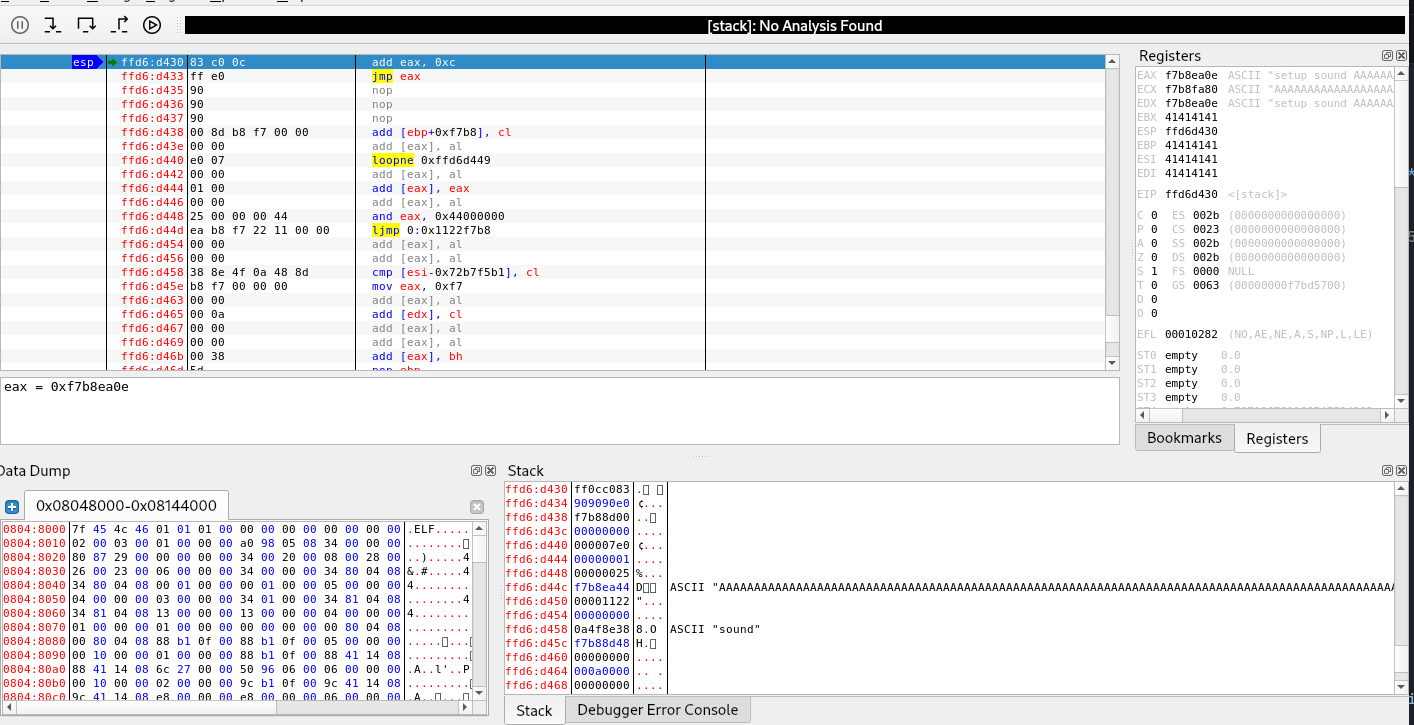 [stack]: No Analysis Found
esp
ffd6:d430 83 c0 0c add eax, 0xc
ffd6:d433 ff e0 jmp eax
ffd6:d435 90 nop
ffd6:d436 90 nop
ffd6:d437 90 nop
ffd6:d438 00 8d b8 f7 00 00 add [ebp+0xf7b8], cl
ffd6:d43e 00 00 add [eax], al
ffd6:d440 e0 07 loopne 0xffd6d449
ffd6:d442 00 00 add [eax], al
ffd6:d444 01 00 add [eax], eax
ffd6:d446 00 00 add [eax], al
ffd6:d448 25 00 00 00 44 and eax, 0x44000000
ffd6:d44d ea b8 f7 22 11 00 00 ljmp 0:0x1122f7b8
ffd6:d454 00 00 add [eax], al
ffd6:d456 00 00 add [eax], al
ffd6:d458 38 8e 4f 0a 48 8d cmp [esi-0x72b7f5b1], cl
ffd6:d45e b8 f7 00 00 00 mov eax, 0xf7
ffd6:d463 00 00 add [eax], al
ffd6:d465 00 0a add [edx], cl
ffd6:d467 00 00 add [eax], al
ffd6:d469 00 00 add [eax], al
ffd6:d46b 00 38 add [eax], bh
eax = 0xf7b8ea0e
Registers
EAX f7b8ea0e ASCII "setup sound AAAAAA
ECX f7b8fa80 ASCII "AAAAAAAAAAAAAAAAAA
EDX f7b8ea0e ASCII "setup sound AAAAAA
EBX 41414141
ESP ffd6d430
EBP 41414141
ESI 41414141
EDI 41414141
EIP ffd6d430 <[stack]>
C 0 ES 002b (0000000000000000)
P 0 CS 0023 (0000000000000000)
A 0 SS 002b (0000000000000000)
Z 0 DS 002b (0000000000000000)
S 1 FS 0000 NULL
T 0 GS 0063 (00000000f7bd5700)
D 0
O 0
EFL 00010282 (NO,AE,NE,A,S,NP,L,LE)
ST0 empty 0.0
ST1 empty 0.0
ST2 empty 0.0
ST3 empty 0.0
Bookmarks
Registers
Data Dump
0x08048000-0x08144000
0804:8000 7f 45 4c 46 01 01 01 00 00 00 00 00 00 00 00 00 .ELF.....
0804:8010 02 00 03 00 01 00 00 00 a0 98 05 08 34 00 00 00
0804:8020 80 87 29 00 00 00 00 00 34 00 20 00 08 00 28 00 ..).....4
0804:8030 26 00 23 00 06 00 00 00 34 00 00 00 34 80 04 08 &.#.....4
0804:8040 34 80 04 08 00 01 00 00 00 01 00 00 05 00 00 00 4........
0804:8050 04 00 00 00 03 00 00 00 34 01 00 00 34 81 04 08 ........4
0804:8060 34 81 04 08 13 00 00 00 13 00 00 00 04 00 00 00 4........
0804:8070 01 00 00 00 01 00 00 00 00 00 00 00 00 80 04 08 .........
0804:8080 00 80 04 08 88 b1 0f 00 88 b1 0f 00 05 00 00 00
0804:8090 00 10 00 00 01 00 00 00 88 b1 0f 00 88 41 14 08
0804:80a0 88 41 14 08 6c 27 00 00 50 96 06 00 06 00 00 00 .A..l'..P
0804:80b0 00 10 00 00 02 00 00 00 9c b1 0f 00 9c 41 14 08
0804:80c0 9c 41 14 08 e8 00 00 00 e8 00 00 00 06 00 00 00
Stack
ffd6:d430 ff0cc083
ffd6:d434 909090e0 ¢...
ffd6:d438 f7b88d00
ffd6:d43c 00000000 ....
ffd6:d440 000007e0 ¢...
ffd6:d444 00000001 ....
ffd6:d448 00000025 %...
ffd6:d44c f7b8ea44 D ASCII "AAAAAAAAAAAAAAAAAAAAAAAAAAAAAAAAAAAAAAAAAAAAAAAAAAAAAAAAAAAAAAAAAAAAAAAAAAAAAAAAAAAAAAAAAAAAAAAA
ffd6:d450 00001122 "...
ffd6:d454 00000000 ....
ffd6:d458 0a4f8e38 8.O ASCII "sound"
ffd6:d45c f7b88d48 H.
ffd6:d460 00000000 ....
ffd6:d464 000a0000 .. .
ffd6:d468 00000000 ....
Stack
Debugger Error Console